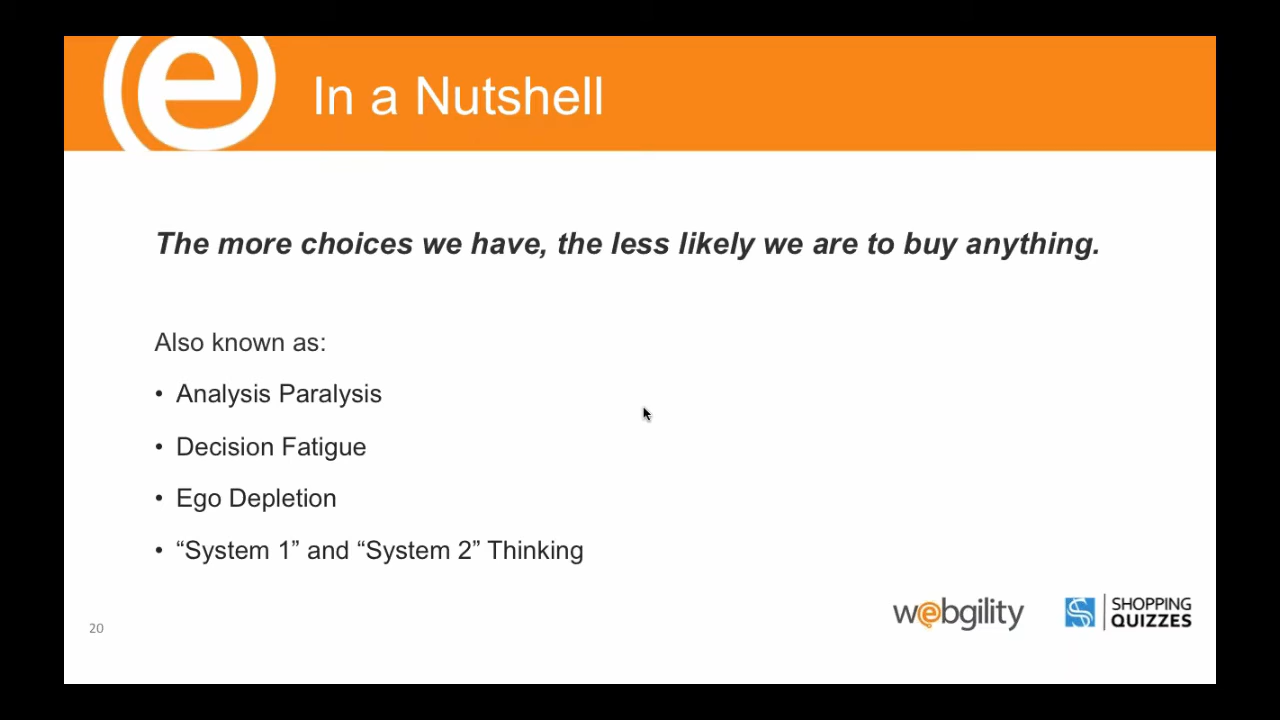 e
In a Nutshell
The more choices we have, the less likely we are to buy anything.
Also known as:
• Analysis Paralysis
• Decision Fatigue
• Ego Depletion
• “System 1” and “System 2” Thinking
webgility
SHOPPING
QUIZZES
20